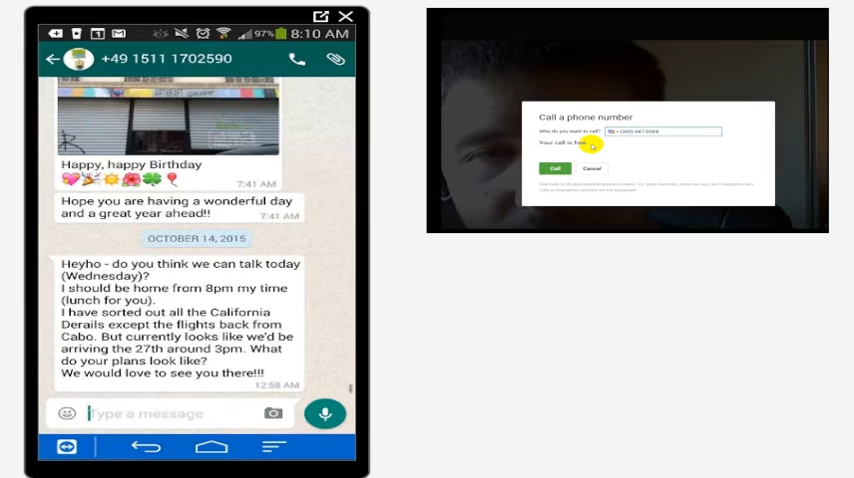 97% 8:10 AM
+49 1511 1702590
Happy, happy Birthday
💖🎉☀️🌺🍀🎈
7:41 AM
Hope you are having a wonderful day
and a great year ahead!!
7:41 AM
OCTOBER 14, 2015
Heyho - do you think we can talk today
(Wednesday)?
I should be home from 8pm my time
(lunch for you).
I have sorted out all the California
Derails except the flights back from
Cabo. But currently looks like we'd be
arriving the 27th around 3pm. What
do your plans look like?
We would love to see you there!!!
12:58 AM
Type a message
Call a phone number
Who do you want to call?
Your call is free.
Call Cancel